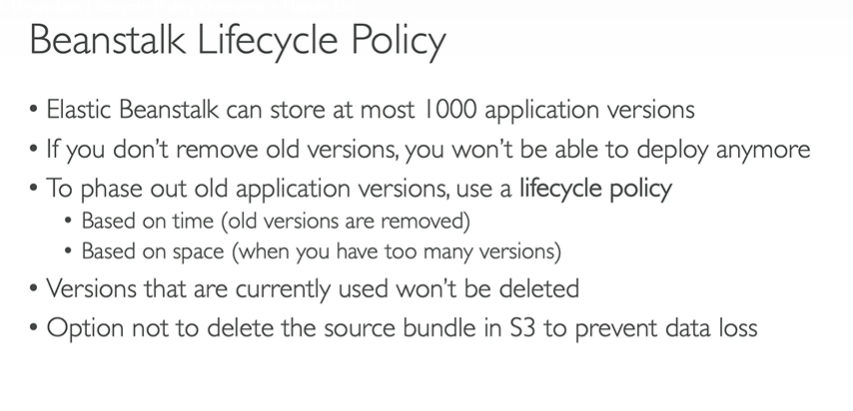 Beanstalk Lifecycle Policy
• Elastic Beanstalk can store at most 1000 application versions
• If you don't remove old versions, you won't be able to deploy anymore
• To phase out old application versions, use a lifecycle policy
• Based on time (old versions are removed)
• Based on space (when you have too many versions)
• Versions that are currently used won't be deleted
• Option not to delete the source bundle in S3 to prevent data loss